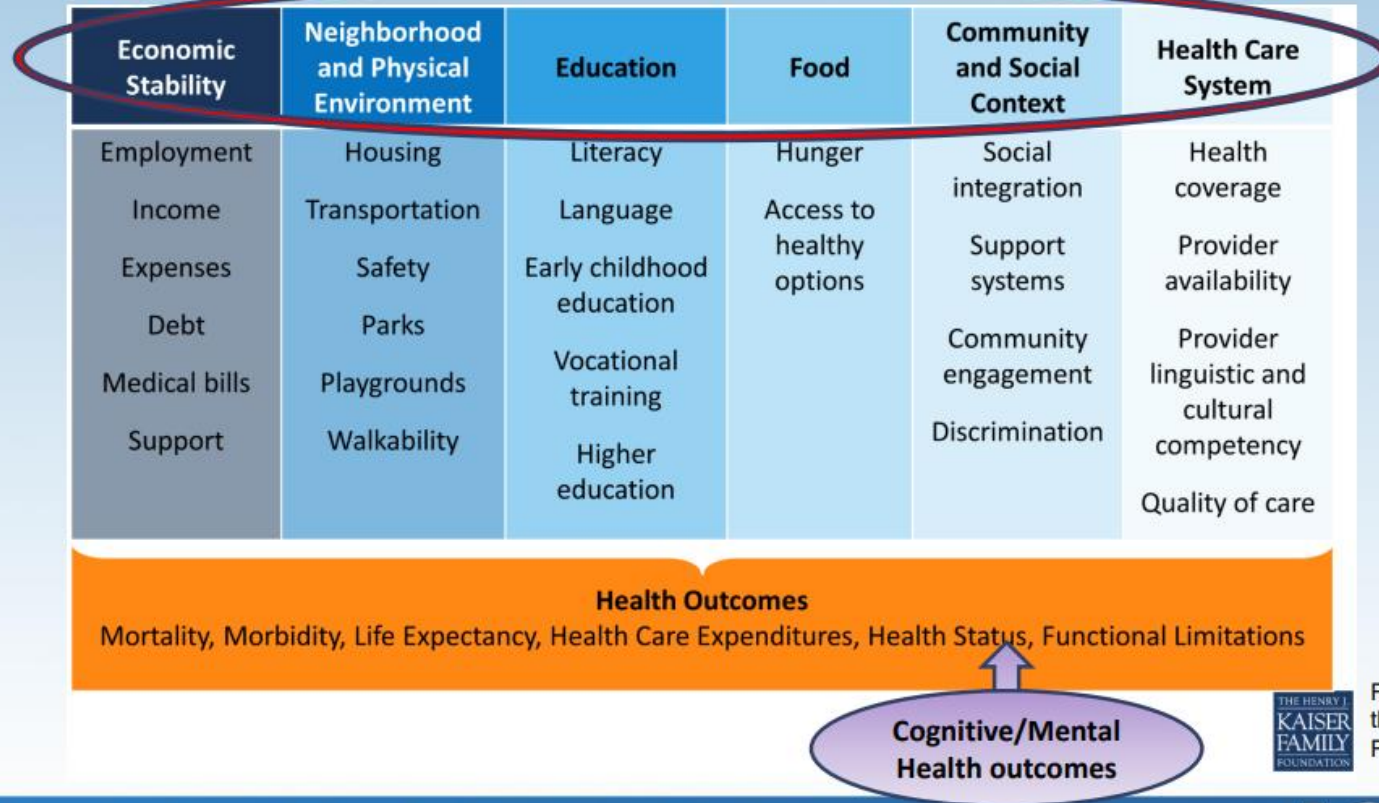 Economic
Stability
Neighborhood
and Physical
Environment
Education
Food
Community
and Social
Context
Health Care
System
Employment
Income
Expenses
Debt
Medical bills
Support
Housing
Transportation
Safety
Parks
Playgrounds
Walkability
Literacy
Language
Early childhood
education
Vocational
training
Higher
education
Hunger
Access to
healthy
options
Social
integration
Support
systems
Community
engagement
Discrimination
Health
coverage
Provider
availability
Provider
linguistic and
cultural
competency
Quality of care
Health Outcomes
Mortality, Morbidity, Life Expectancy, Health Care Expenditures, Health Status, Functional Limitations
Cognitive/Mental
Health outcomes
THE HENRY J.
KAISER
FAMILY
FOUNDATION